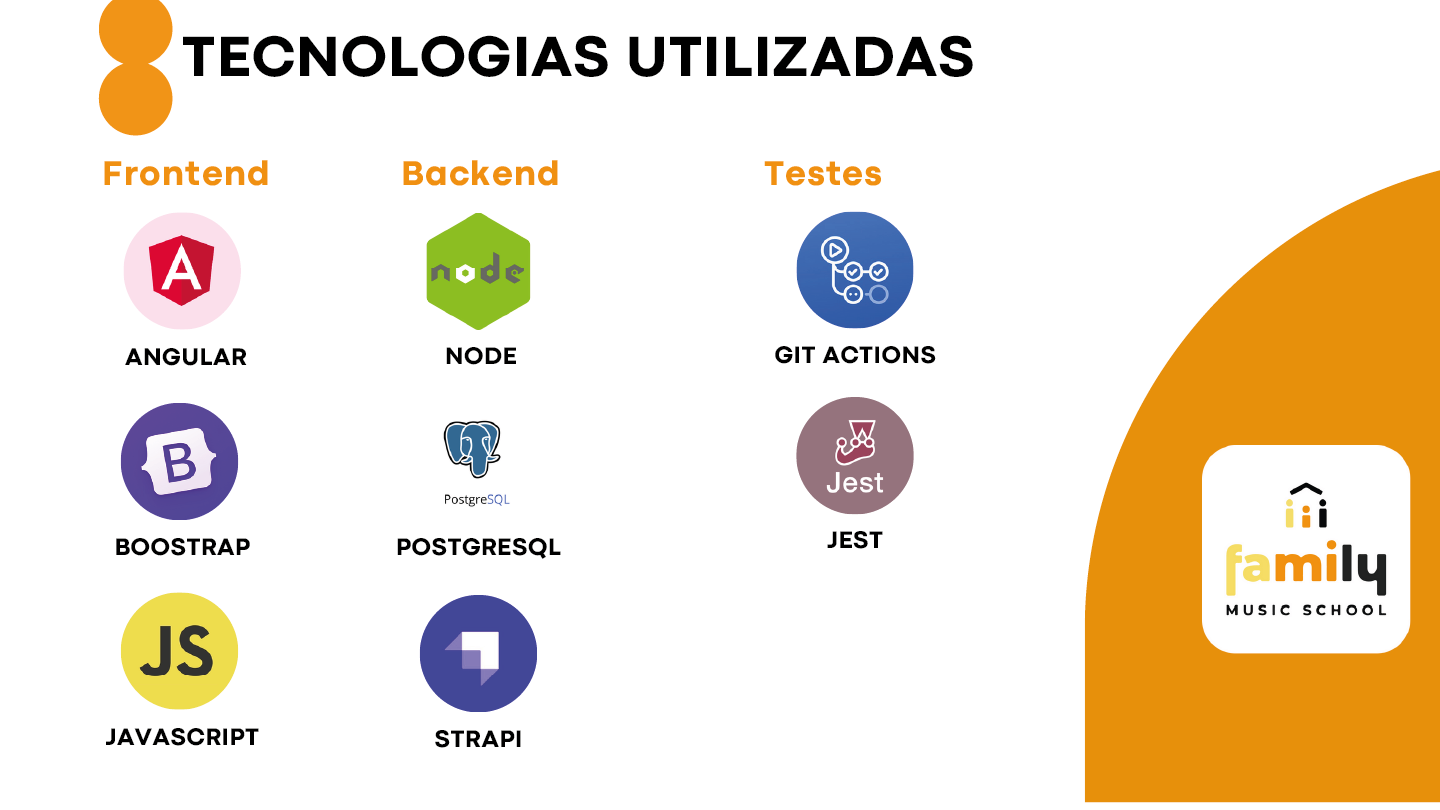 TECNOLOGIAS UTILIZADAS
Frontend
A
ANGULAR
B
BOOSTRAP
JS
JAVASCRIPT
Backend
node
NODE
PostgreSQL
POSTGRESQL
STRAPI
Testes
GIT ACTIONS
Jest
JEST
family
MUSIC SCHOOL